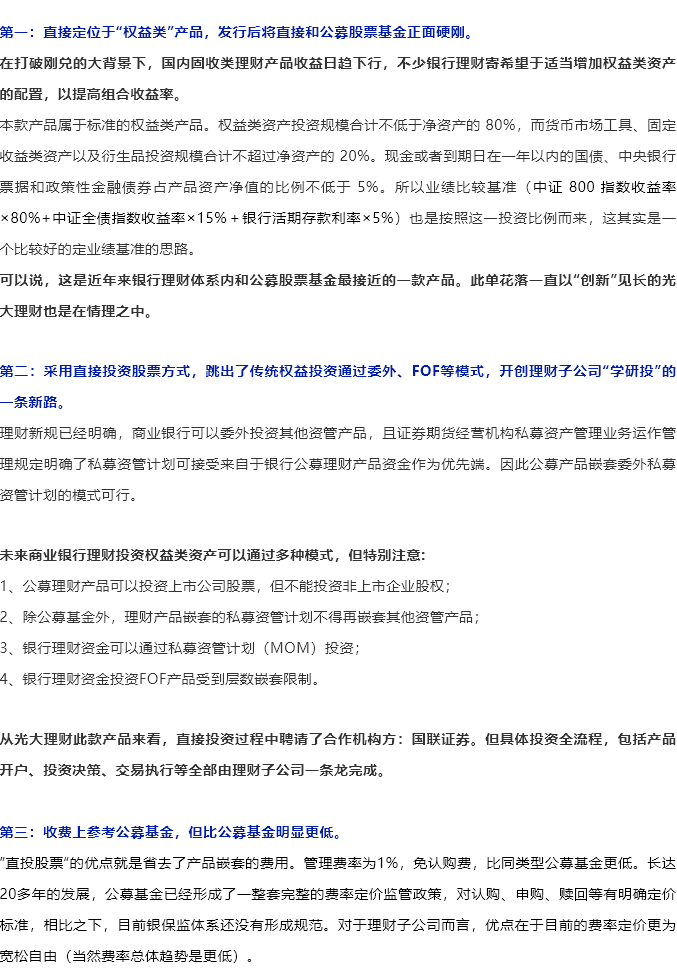 第一：直接定位于“权益类”产品，发行后将直接和公募股票基金正面硬刚。
在打破刚兑的大背景下，国内固收类理财产品收益日趋下行，不少银行理财寄希望于适当增加权益类资产
的配置，以提高组合收益率。
本款产品属于标准的权益类产品。权益类资产投资规模合计不低于净资产的 80%，而货币市场工具、固定
收益类资产以及衍生品投资规模合计不超过净资产的 20%。现金或者到期日在一年以内的国债、中央银行
票据和政策性金融债券占产品资产净值的比例不低于 5%。所以业绩比较基准（中证 800 指数收益率
×80%+中证全债指数收益率×15%＋银行活期存款利率×5%）也是按照这一投资比例而来，这其实是一
个比较好的定业绩基准的思路。
可以说，这是近年来银行理财体系内和公募股票基金最接近的一款产品。此单花落一直以“创新”见长的光
大理财也是在情理之中。
第二：采用直接投资股票方式，跳出了传统权益投资通过委外、FOF等模式，开创理财子公司“学研投”的
一条新路。
理财新规已经明确，商业银行可以委外投资其他资管产品，且证券期货经营机构私募资产管理业务运作管
理规定明确了私募资管计划可接受来自于银行公募理财产品资金作为优先端。因此公募产品嵌套委外私募
资管计划的模式可行。
未来商业银行理财投资权益类资产可以通过多种模式，但特别注意：
1、公募理财产品可以投资上市公司股票，但不能投资非上市企业股权；
2、除公募基金外，理财产品嵌套的私募资管计划不得再嵌套其他资管产品；
3、银行理财资金可以通过私募资管计划（MOM）投资；
4、银行理财资金投资FOF产品受到层数嵌套限制。
从光大理财此款产品来看，直接投资过程中聘请了合作机构方：国联证券。但具体投资全流程，包括产品
开户、投资决策、交易执行等全部由理财子公司一条龙完成。
第三：收费上参考公募基金，但比公募基金明显更低。
”直投股票“的优点就是省去了产品嵌套的费用。管理费率为1%，免认购费，比同类型公募基金更低。长达
20多年的发展，公募基金已经形成了一整套完整的费率定价监管政策，对认购、申购、赎回等有明确定价
标准，相比之下，目前银保监体系还没有形成规范。对于理财子公司而言，优点在于目前的费率定价更为
宽松自由（当然费率总体趋势是更低）。